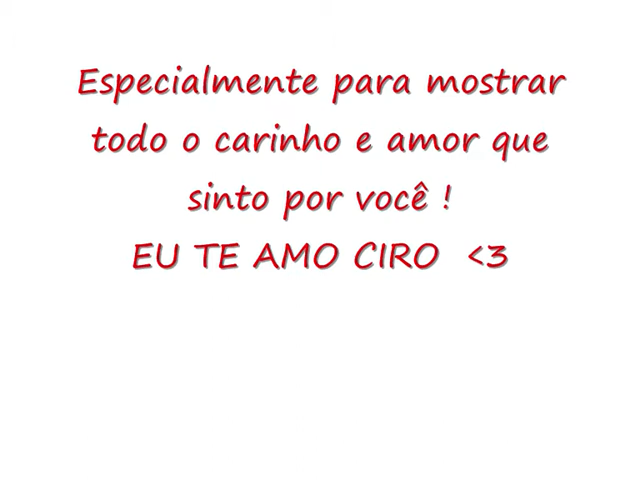 Especialmente para mostrar
todo o carinho e amor que
sinto por você !
EU TE AMO CIRO <3